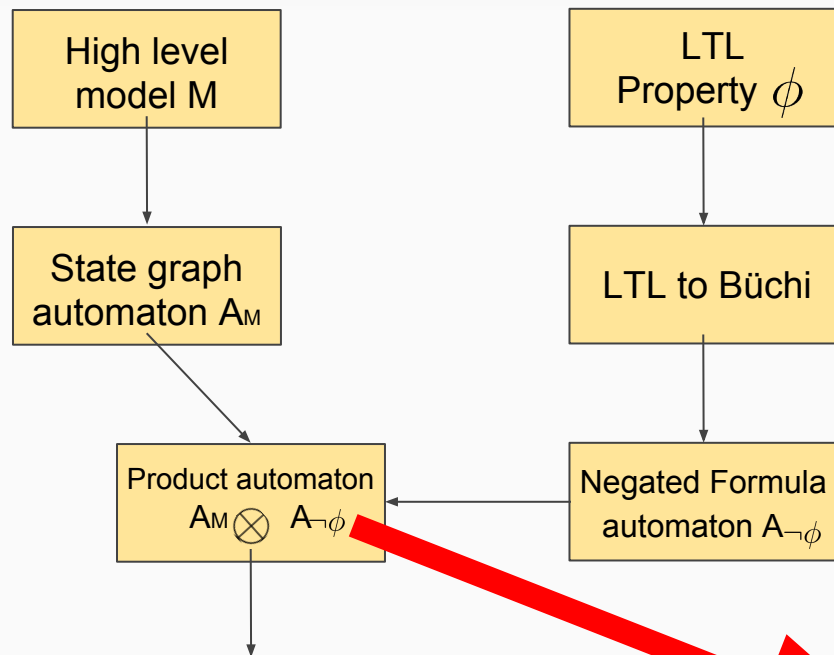 High level
model M
LTL
Property ϕ
State graph
automaton AM
LTL to Büchi
Product automaton
AM ⊗ A¬ϕ
Negated Formula
automaton A¬ϕ